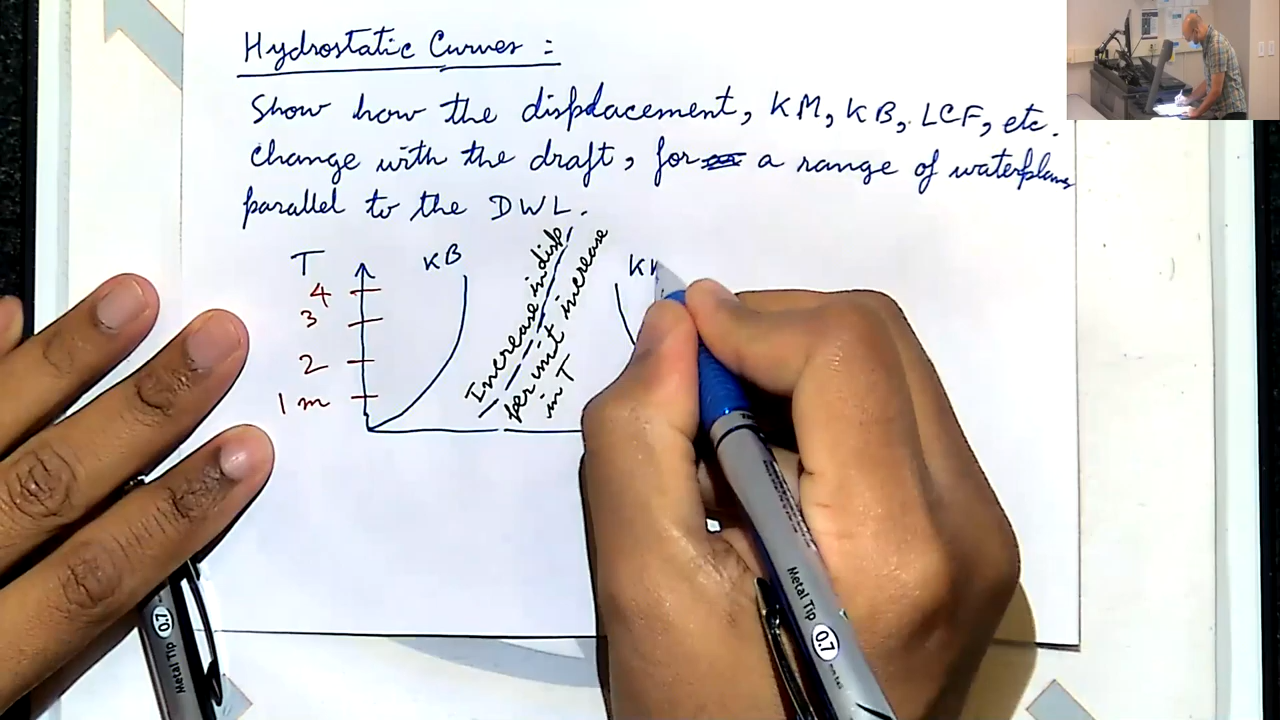 Hydrostatic Curves :
Show how the displacement, KM, KB, LCF, etc.
change with the draft, for a range of waterplanes
parallel to the DWL.
T
4
3
2
1 m
KB
Increase in disp
per unit increase
in T
K
Metal Tip 0.7
Metal Tip 0.7